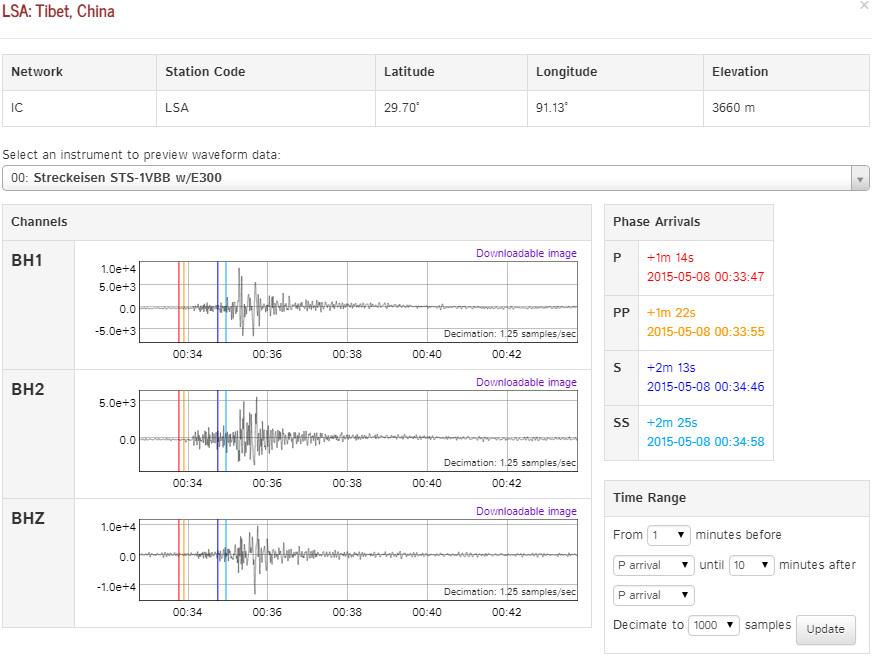 LSA: Tibet, China
×
Network Station Code Latitude Longitude Elevation
IC LSA 29.70° 91.13° 3660 m
Select an instrument to preview waveform data:
00: Streckeisen STS-1VBB w/E300
Channels
BH1
Downloadable image
1.0e+4
5.0e+3
0.0
-5.0e+3
Decimation: 1.25 samples/sec
00:34 00:36 00:38 00:40 00:42
BH2
Downloadable image
5.0e+3
0.0
Decimation: 1.25 samples/sec
00:34 00:36 00:38 00:40 00:42
BHZ
Downloadable image
1.0e+4
0.0
-1.0e+4
Decimation: 1.25 samples/sec
00:34 00:36 00:38 00:40 00:42
Phase Arrivals
P +1m 14s
2015-05-08 00:33:47
PP +1m 22s
2015-05-08 00:33:55
S +2m 13s
2015-05-08 00:34:46
SS +2m 25s
2015-05-08 00:34:58
Time Range
From 1 minutes before
P arrival until 10 minutes after
P arrival
Decimate to 1000 samples Update